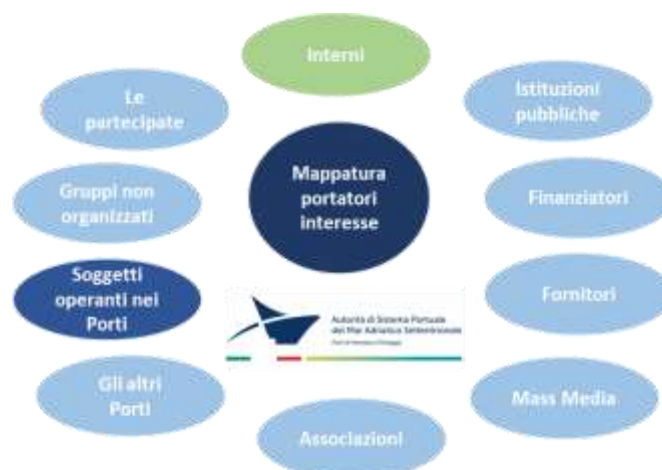 Interni
Le
partecipate
Istituzioni
pubbliche
Mappatura
portatori
interesse
Gruppi non
organizzati
Finanziatori
Soggetti
operanti nei
Porti
Autorità di Sistema Portuale
del Mar Adriatico Settentrionale
Fornitori
Gli altri
Porti
Mass Media
Associazioni